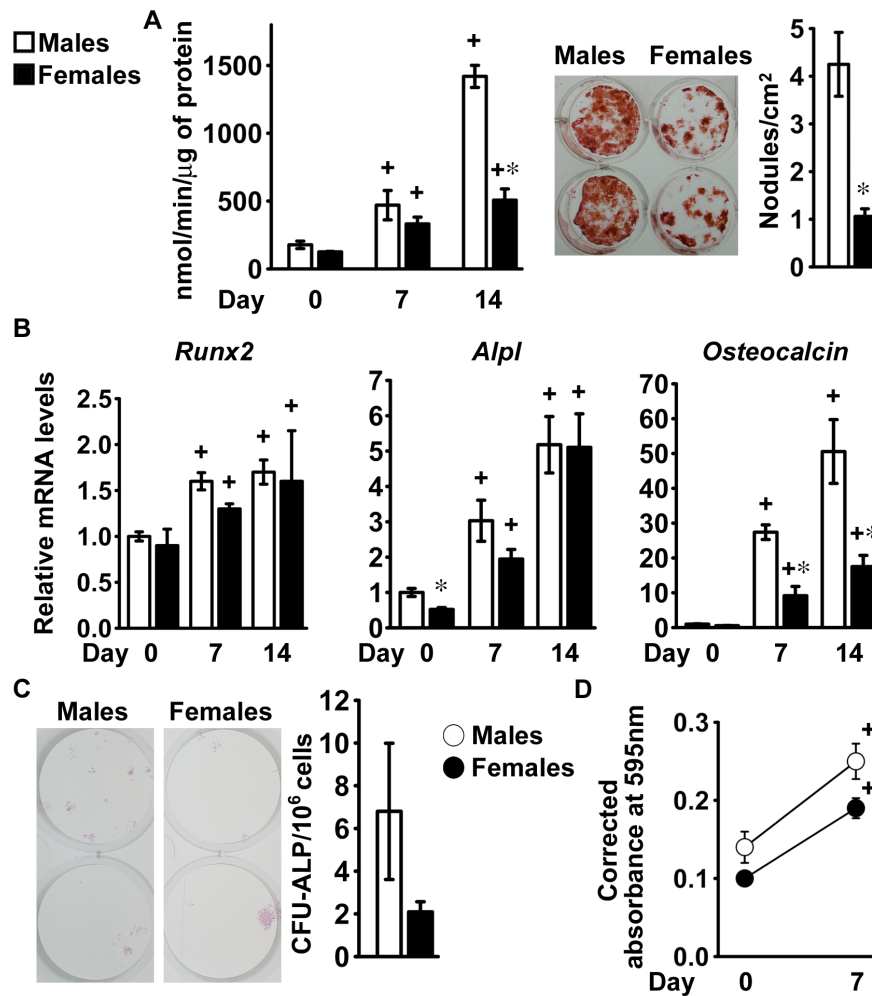 A
Males
Females
nmol/min/µg of protein
1500
1000
500
0
+
+
+
+*
Day 0 7 14
Males Females
Nodules/cm²
5
4
3
2
1
0
*
B
Relative mRNA levels
Runx2
2.5
2.0
1.5
1.0
0.5
0.0
+
+
+
+
Day 0 7 14
Alpl
7
6
5
4
3
2
1
0
*
+
+
+
+
Day 0 7 14
Osteocalcin
70
60
50
40
30
20
10
0
+
+*
+
+*
Day 0 7 14
C
Males Females
CFU-ALP/10⁶ cells
12
10
8
6
4
2
0
Males
Females
D
Corrected
absorbance at 595nm
0.3
0.2
0.1
0.0
+
+
Day 0 7